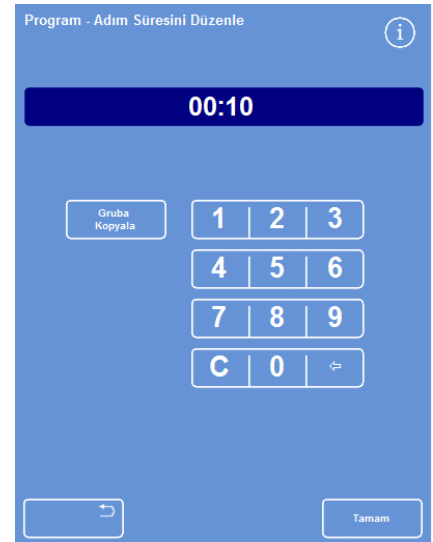 Program - Adım Süresini Düzenle
i
00:10
Gruba
Kopyala
1 2 3
4 5 6
7 8 9
C 0 ⇦
Tamam